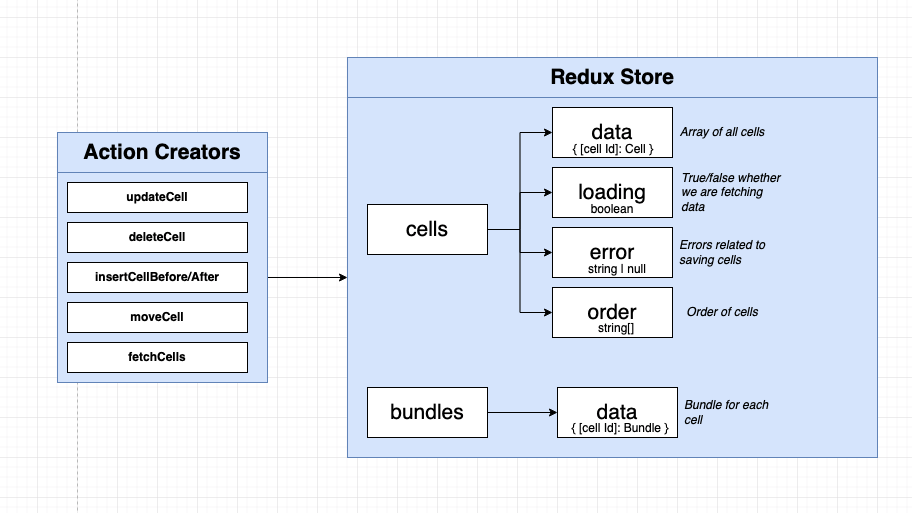 Redux Store
Action Creators
updateCell
deleteCell
insertCellBefore/After
moveCell
fetchCells
cells
data
{ [cell Id]: Cell }
Array of all cells
loading
boolean
True/false whether
we are fetching
data
error
string | null
Errors related to
saving cells
order
string[]
Order of cells
bundles
data
{ [cell Id]: Bundle }
Bundle for each
cell